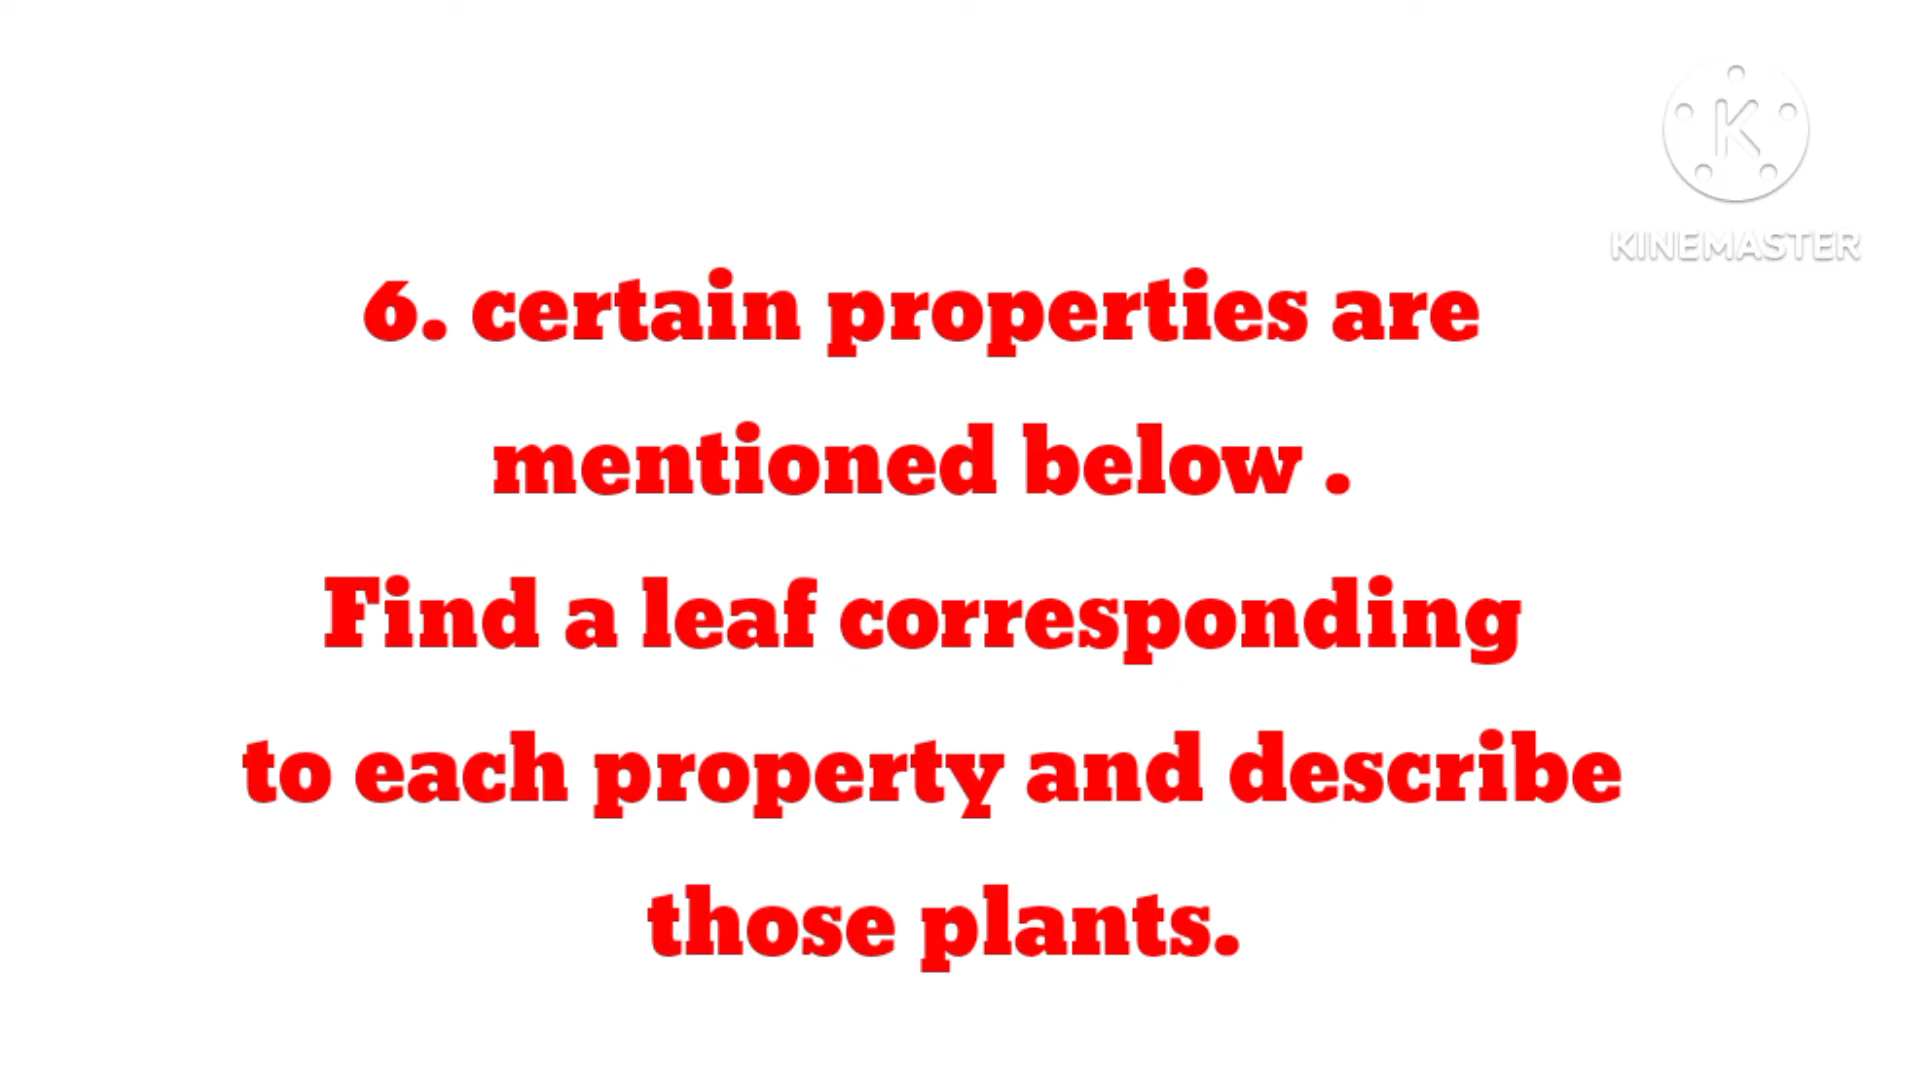 KINEMASTER
6. certain properties are
mentioned below .
Find a leaf corresponding
to each property and describe
those plants.